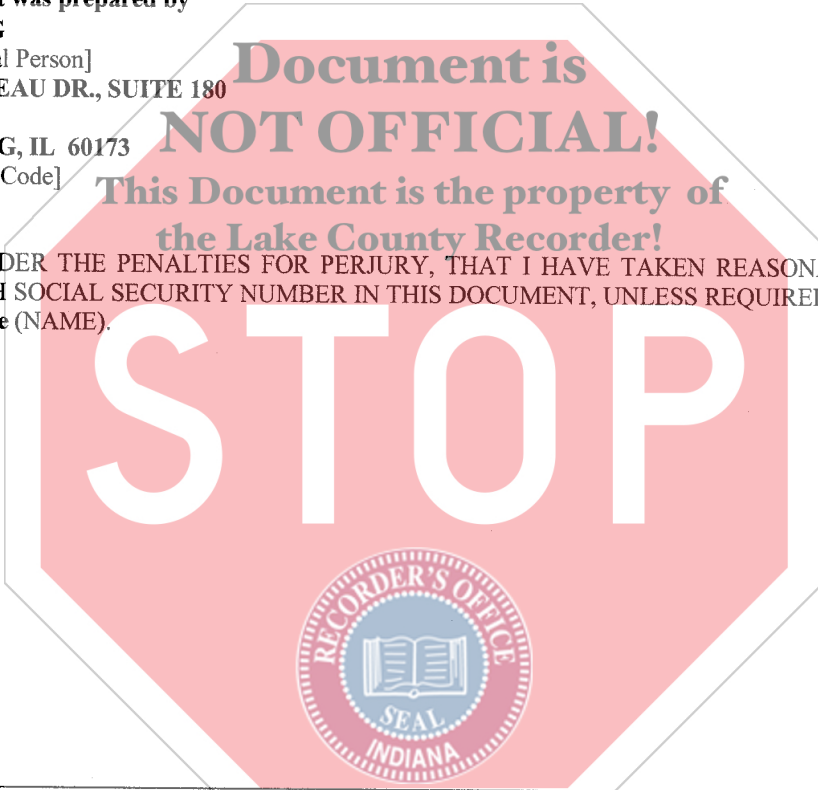 t was prepared by
G
al Person]
EAU DR., SUITE 180
G, IL 60173
Code]
Document is
NOT OFFICIAL!
This Document is the property of
the Lake County Recorder!
DER THE PENALTIES FOR PERJURY, THAT I HAVE TAKEN REASON
H SOCIAL SECURITY NUMBER IN THIS DOCUMENT, UNLESS REQUIRED
e (NAME).
STOP
RECORDER'S OFFICE
SEAL
INDIANA